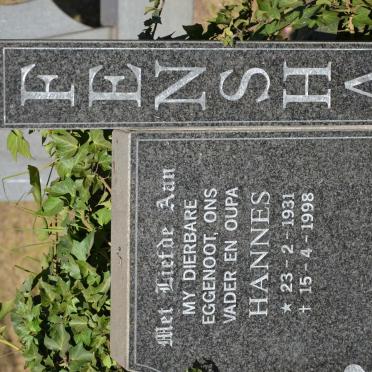 FENSHA
Met Liefde Aan
MY DIERBARE
EGGENOOT, ONS
VADER EN OUPA
HANNES
* 23 - 2 - 1931
† 15 - 4 - 1998